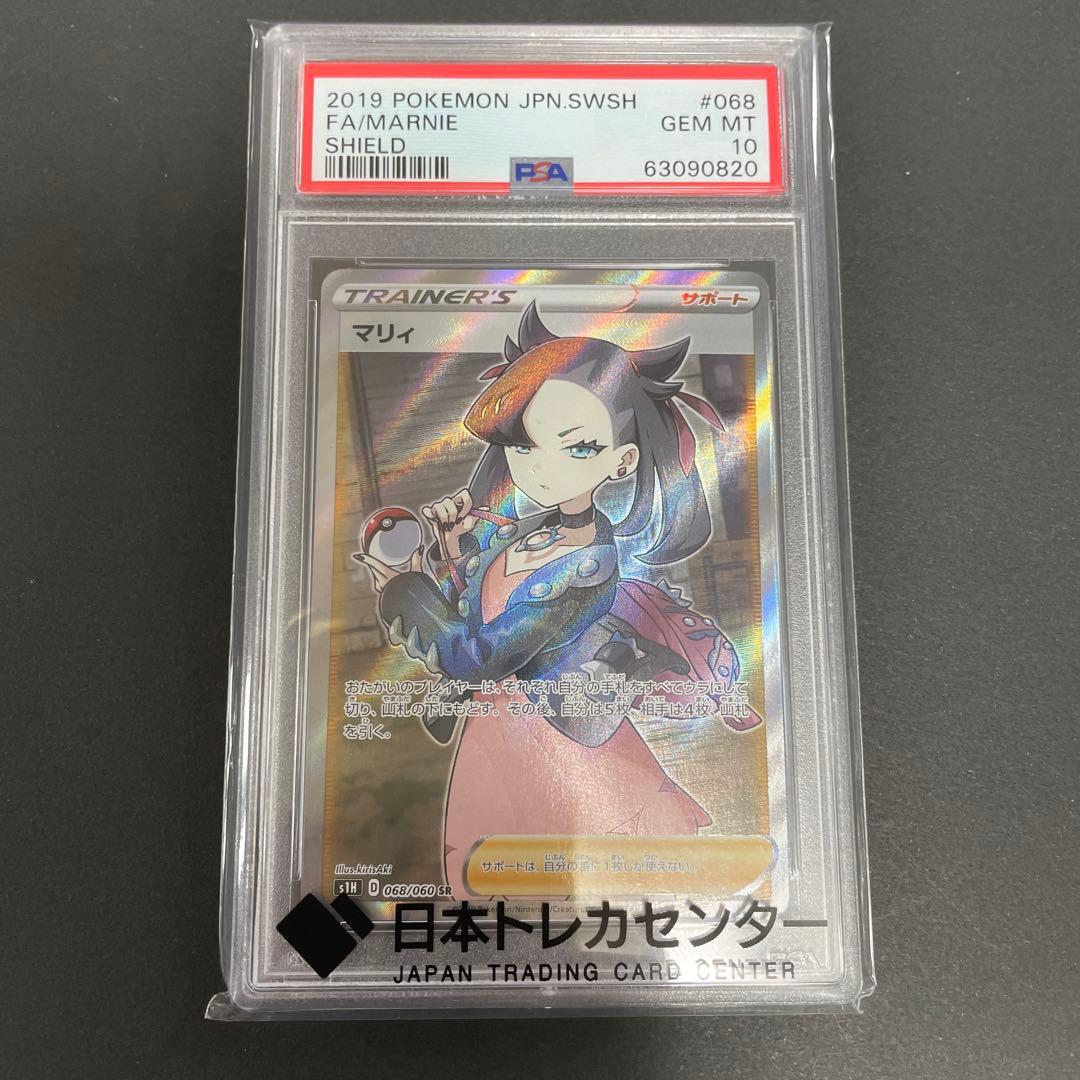 2019 POKEMON JPN.SWSH #068
FA/MARNIE GEM MT
SHIELD 10
PSA 63090820
TRAINER'S サポート
マリィ
おたがいのプレイヤーは、それぞれ自分の手札をすべてウラにして
切り、山札の下にもどす。その後、自分は5枚、相手は4枚、山札
を引く。
サポートは、自分の番に1枚しか使えない。
Illus.kirisAki
s1H D 068/060 SR
日本トレカセンター
JAPAN TRADING CARD CENTER